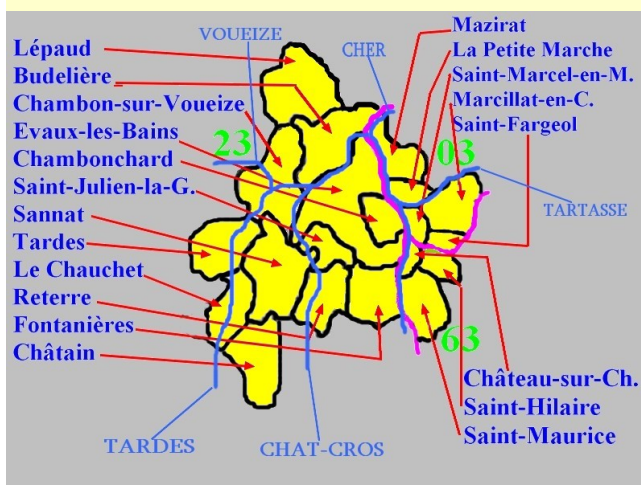 Lépaud
Budelière
Chambon-sur-Voueize
Evaux-les-Bains
Chambonchard
Saint-Julien-la-G.
Sannat
Tardes
Le Chauchet
Reterre
Fontanières
Châtain
VOUEIZE
CHER
23
03
63
Mazirat
La Petite Marche
Saint-Marcel-en-M.
Marcillat-en-C.
Saint-Fargeol
TARTASSE
Château-sur-Ch.
Saint-Hilaire
Saint-Maurice
TARDES
CHAT-CROS